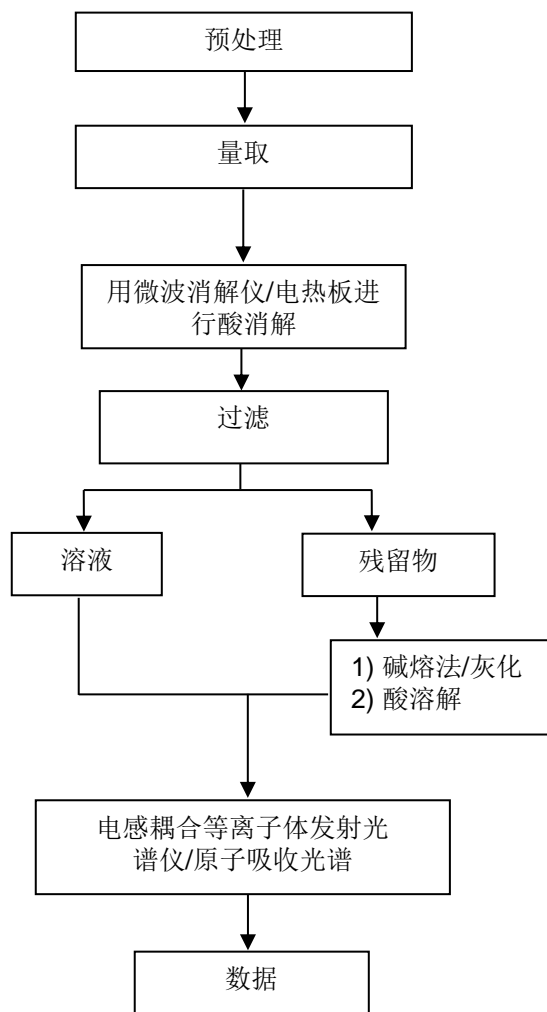 预处理
量取
用微波消解仪/电热板进
行酸消解
过滤
溶液
残留物
1) 碱熔法/灰化
2) 酸溶解
电感耦合等离子体发射光
谱仪/原子吸收光谱
数据